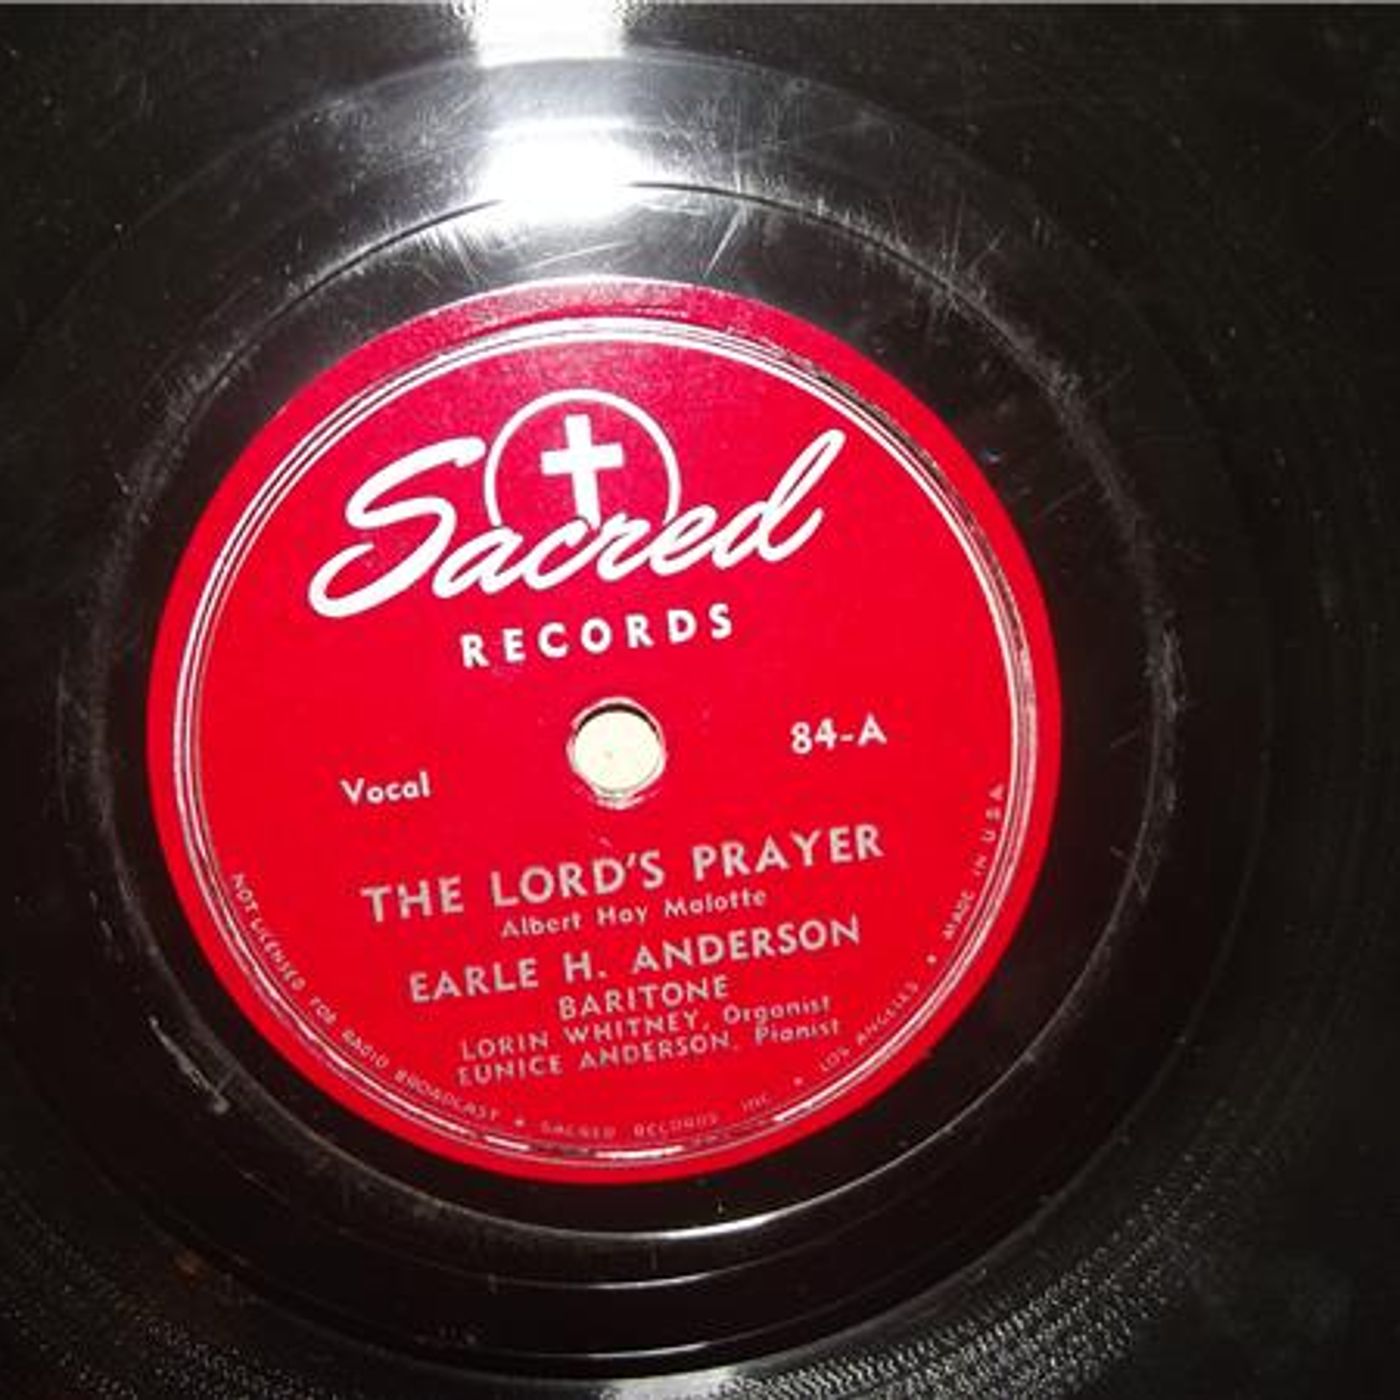 Sacred
RECORDS
84-A
Vocal
THE LORD'S PRAYER
Albert Hay Malotte
EARLE H. ANDERSON
BARITONE
LORIN WHITNEY, Organist
EUNICE ANDERSON, Pianist
NOT LICENSED FOR RADIO BROADCAST • SACRED RECORDS INC. • LOS ANGELES • MADE IN U.S.A.